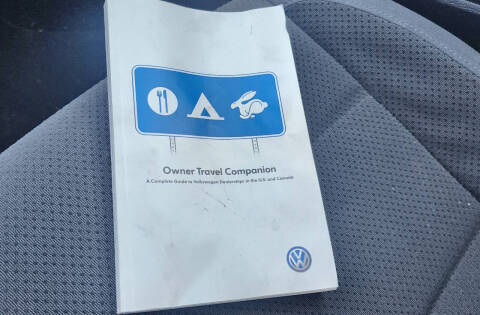 Owner Travel Companion
A Complete Guide to Volkswagen Dealerships in the U.S. and Canada